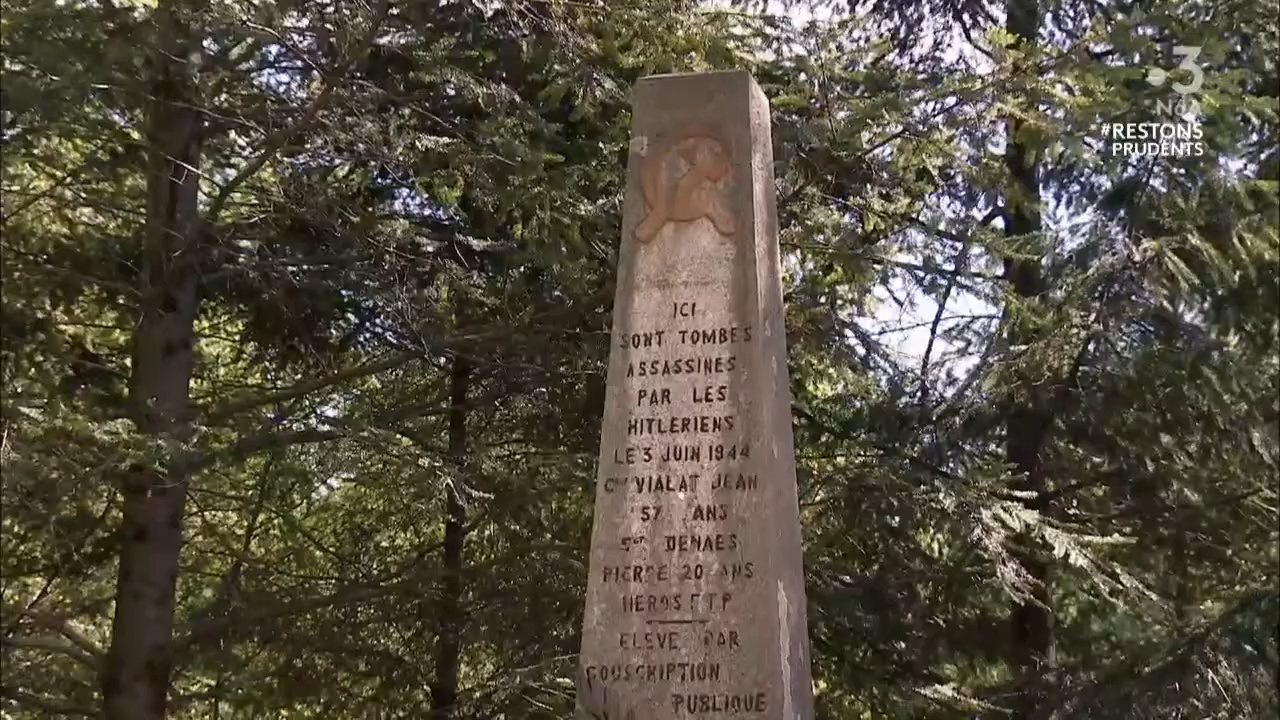 3
NoA
#RESTONS
PRUDENTS
ICI
SONT TOMBES
ASSASSINES
PAR LES
HITLERIENS
LE 3 JUIN 1944
VIALAT JEAN
57 ANS
DENAES
PIERRE 20 ANS
HEROS FTP
ELEVE PAR
SOUSCRIPTION
PUBLIQUE